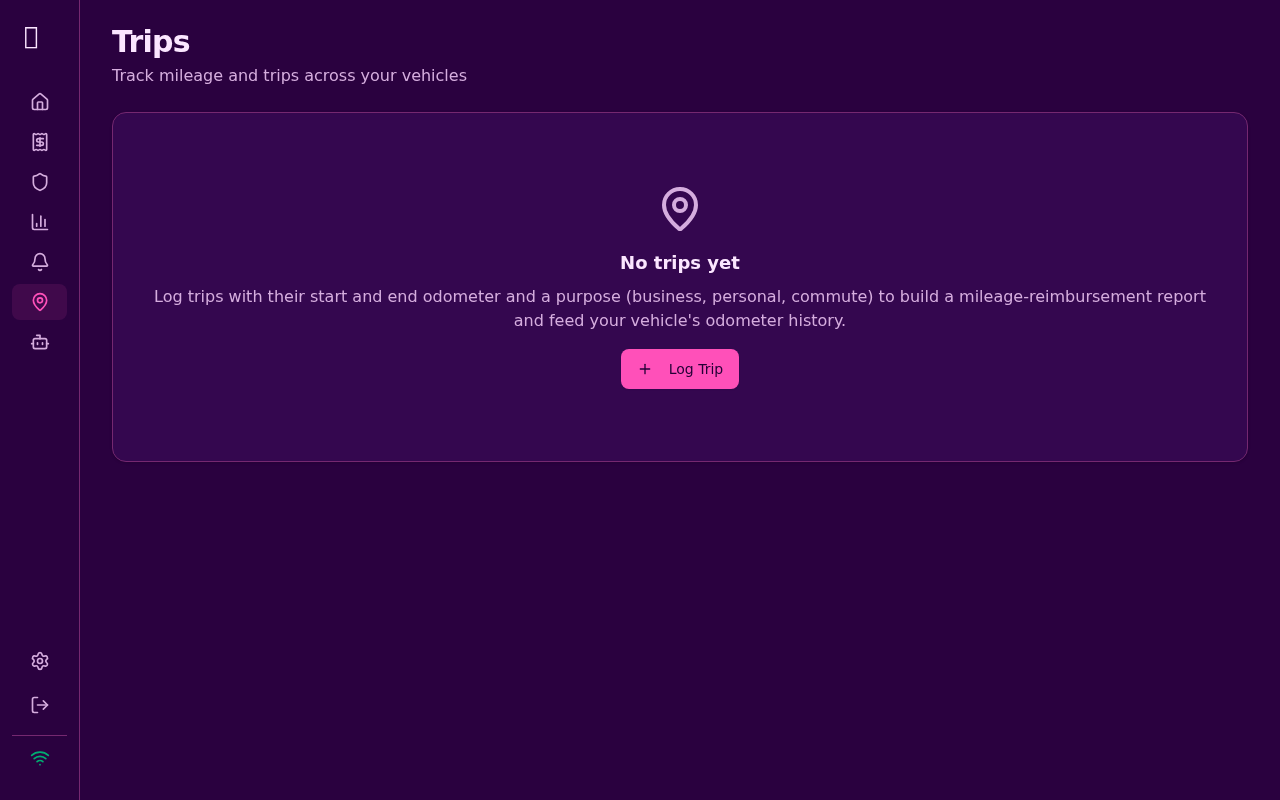 Trips
Track mileage and trips across your vehicles
No trips yet
Log trips with their start and end odometer and a purpose (business, personal, commute) to build a mileage-reimbursement report
and feed your vehicle's odometer history.
Log Trip